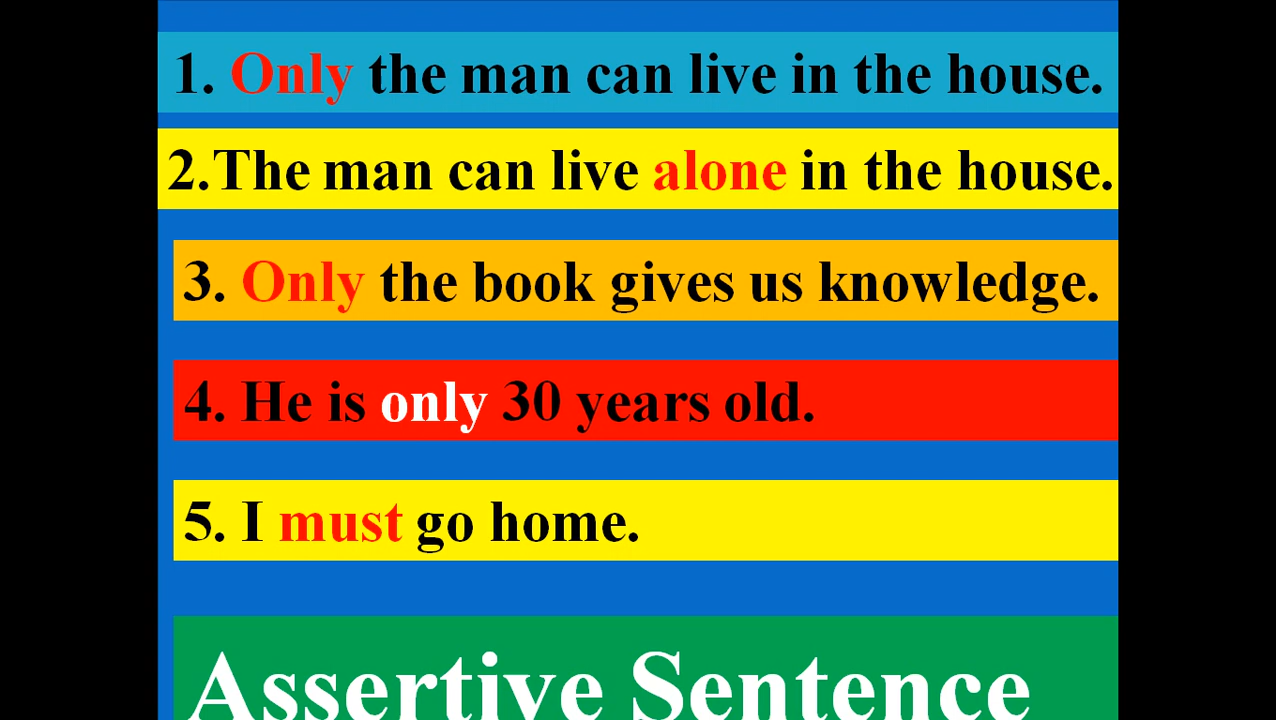 1. Only the man can live in the house.
2.The man can live alone in the house.
3. Only the book gives us knowledge.
4. He is only 30 years old.
5. I must go home.
Assertive Sentence